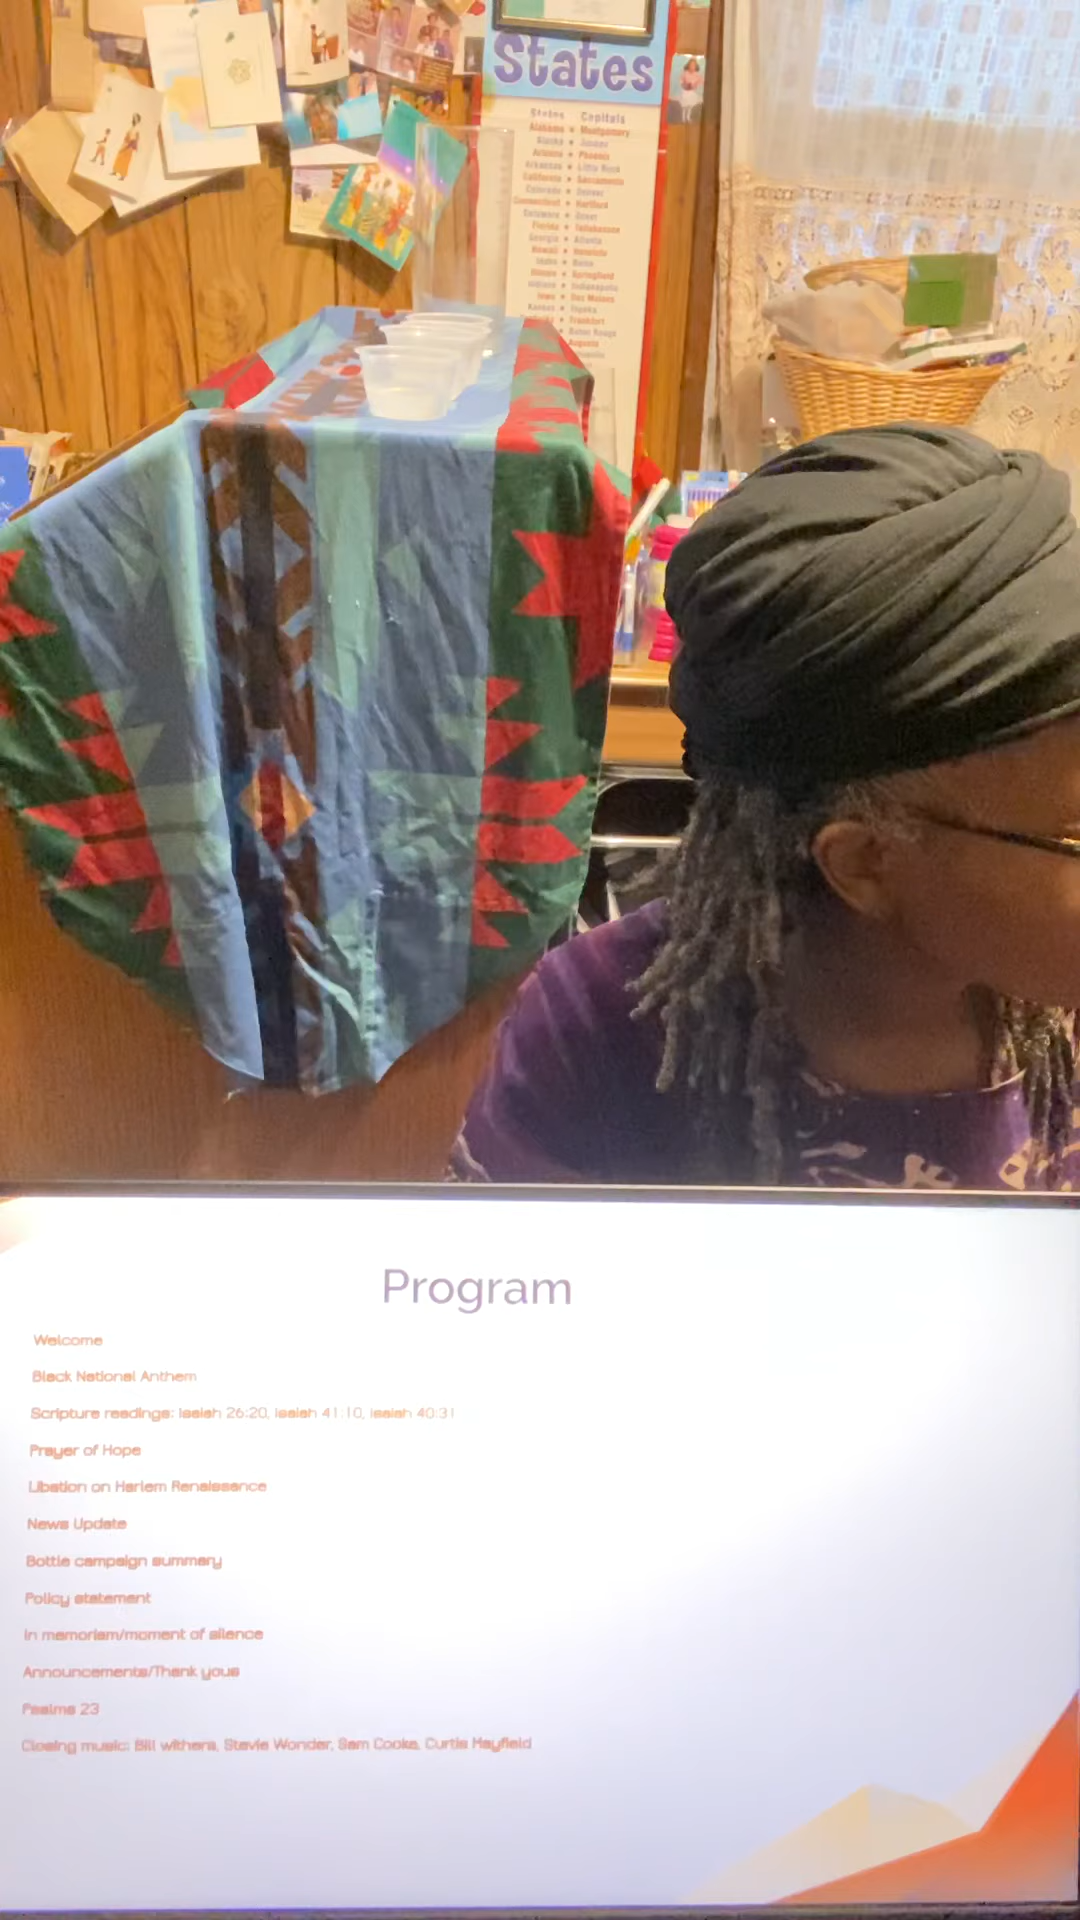 States
States Capitals
Alabama • Montgomery
Alaska • Juneau
Arizona • Phoenix
Arkansas • Little Rock
California • Sacramento
Colorado • Denver
Connecticut • Hartford
Delaware • Dover
Florida • Tallahassee
Georgia • Atlanta
Hawaii • Honolulu
Idaho • Boise
Illinois • Springfield
Indiana • Indianapolis
Iowa • Des Moines
Kansas • Topeka
Frankfort
Baton Rouge
Augusta
Program
Welcome
Black National Anthem
Scripture readings: Isaiah 26:20, Isaiah 41:10, Isaiah 40:31
Prayer of Hope
Libation on Harlem Renaissance
News Update
Bottle campaign summary
Policy statement
In memoriam/moment of silence
Announcements/Thank yous
Psalms 23
Closing music: Bill withers, Stevie Wonder, Sam Cooke, Curtis Mayfield